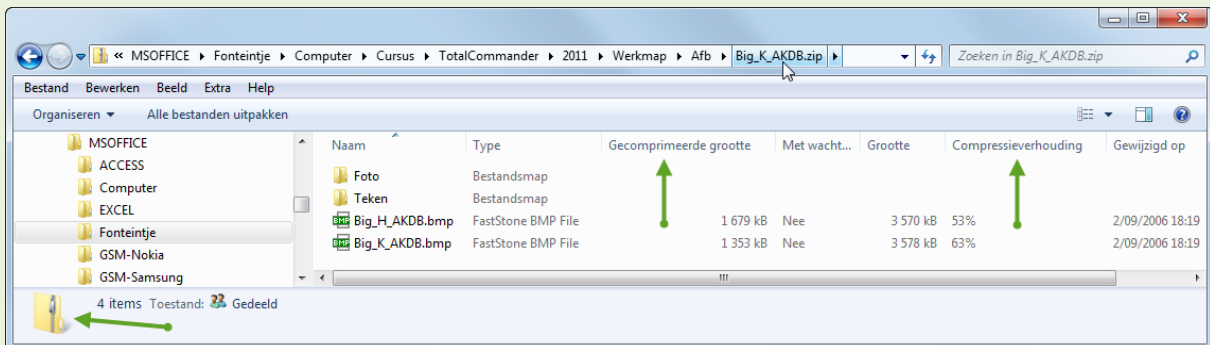 « MSOFFICE Fonteintje Computer Cursus TotalCommander 2011 Werkmap Afb Big_K_AKDB.zip Zoeken in Big_K_AKDB.zip
Bestand Bewerken Beeld Extra Help
Organiseren Alle bestanden uitpakken
MSOFFICE
ACCESS
Computer
EXCEL
Fonteintje
GSM-Nokia
GSM-Samsung
Naam Type Gecomprimeerde grootte Met wacht... Grootte Compressieverhouding Gewijzigd op
Foto Bestandsmap
Teken Bestandsmap
Big_H_AKDB.bmp FastStone BMP File 1 679 kB Nee 3 570 kB 53% 2/09/2006 18:19
Big_K_AKDB.bmp FastStone BMP File 1 353 kB Nee 3 578 kB 63% 2/09/2006 18:19
4 items Toestand: Gedeeld